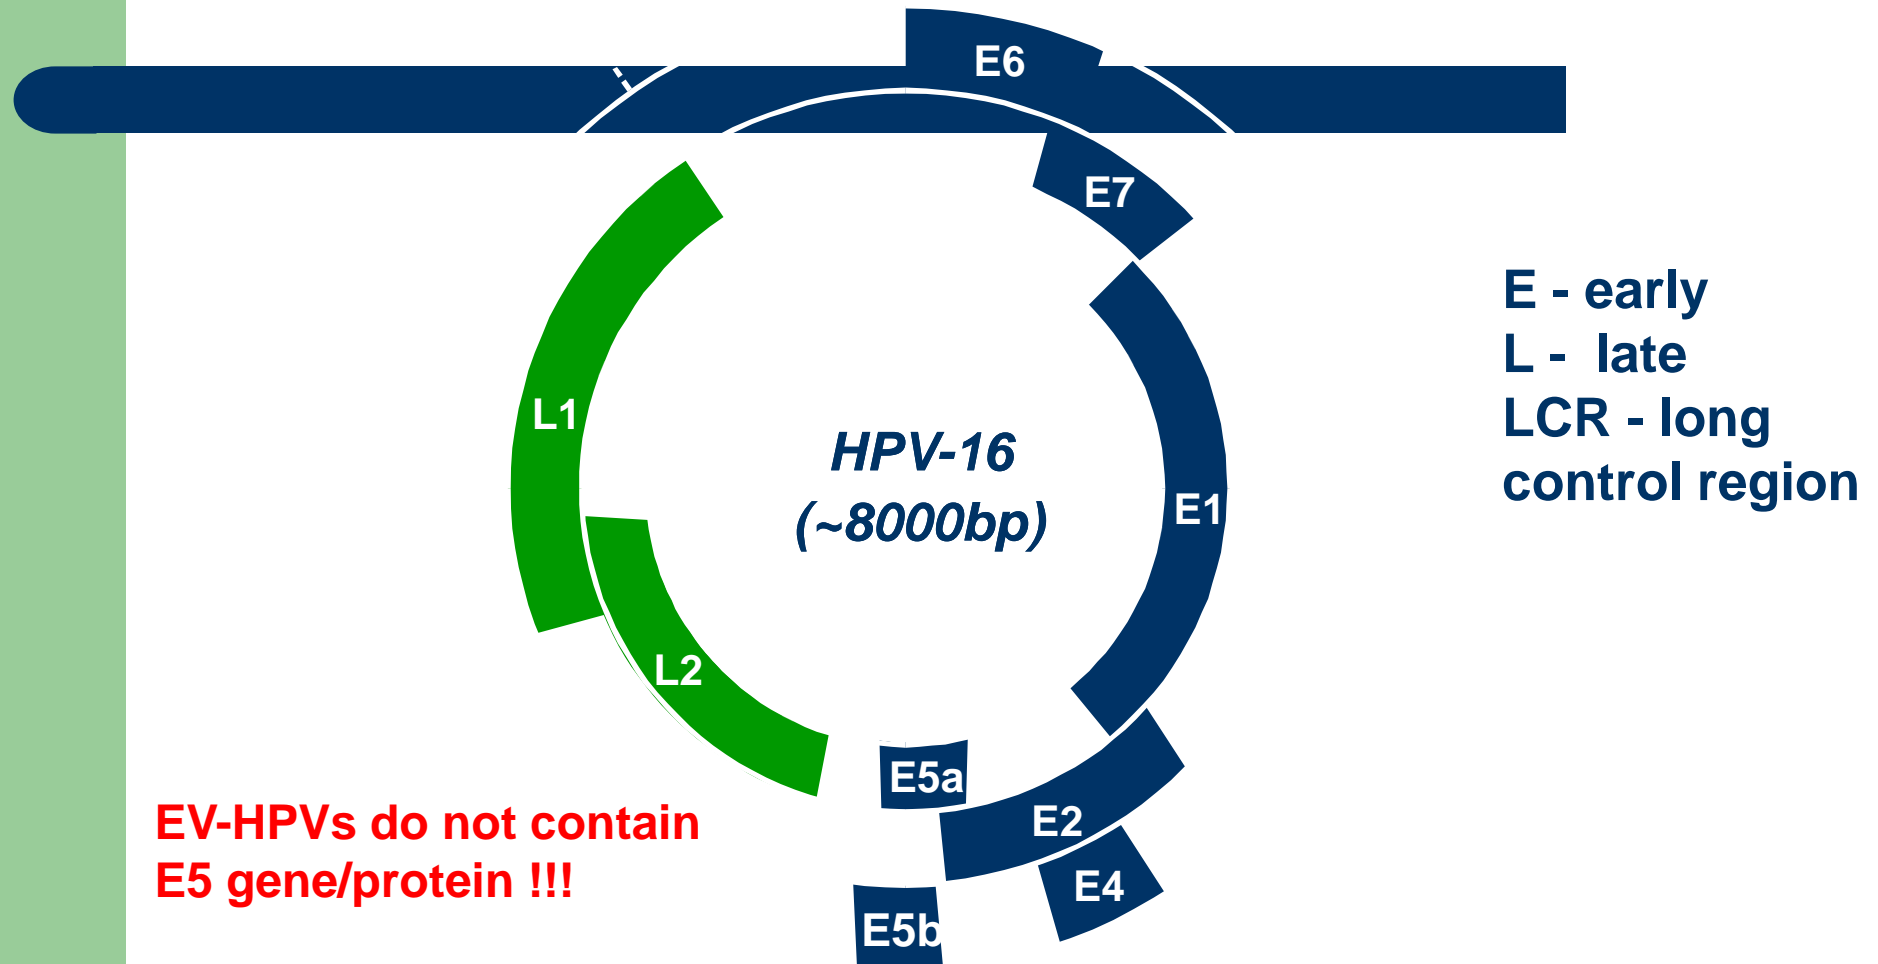 E6
E7
E - early
L - late
LCR - long
control region
L1
HPV-16
(~8000bp)
E1
L2
E5a
E2
EV-HPVs do not contain
E5 gene/protein !!!
E4
E5b